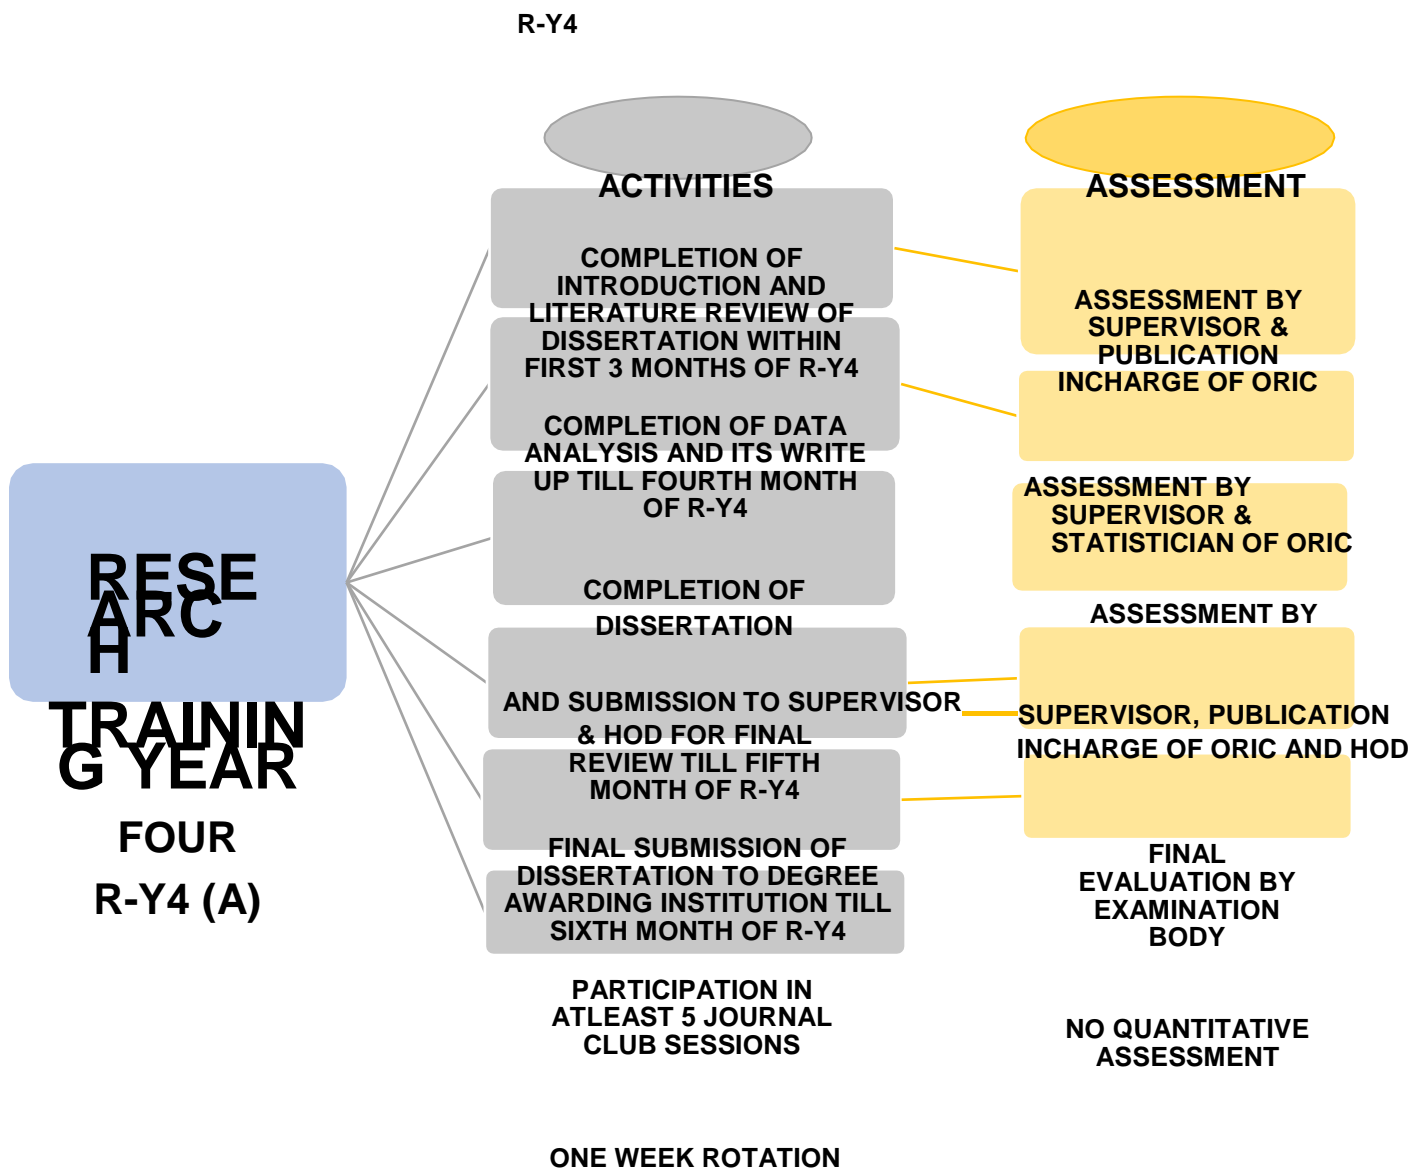 R-Y4
ACTIVITIES
ASSESSMENT
COMPLETION OF
INTRODUCTION AND
LITERATURE REVIEW OF
DISSERTATION WITHIN
FIRST 3 MONTHS OF R-Y4
ASSESSMENT BY
SUPERVISOR &
PUBLICATION
INCHARGE OF ORIC
COMPLETION OF DATA
ANALYSIS AND ITS WRITE
UP TILL FOURTH MONTH
OF R-Y4
ASSESSMENT BY
SUPERVISOR &
STATISTICIAN OF ORIC
RESE
ARC
H
TRAININ
G YEAR
FOUR
R-Y4 (A)
COMPLETION OF
DISSERTATION
AND SUBMISSION TO SUPERVISOR
& HOD FOR FINAL
REVIEW TILL FIFTH
MONTH OF R-Y4
ASSESSMENT BY
SUPERVISOR, PUBLICATION
INCHARGE OF ORIC AND HOD
FINAL SUBMISSION OF
DISSERTATION TO DEGREE
AWARDING INSTITUTION TILL
SIXTH MONTH OF R-Y4
FINAL
EVALUATION BY
EXAMINATION
BODY
PARTICIPATION IN
ATLEAST 5 JOURNAL
CLUB SESSIONS
NO QUANTITATIVE
ASSESSMENT
ONE WEEK ROTATION